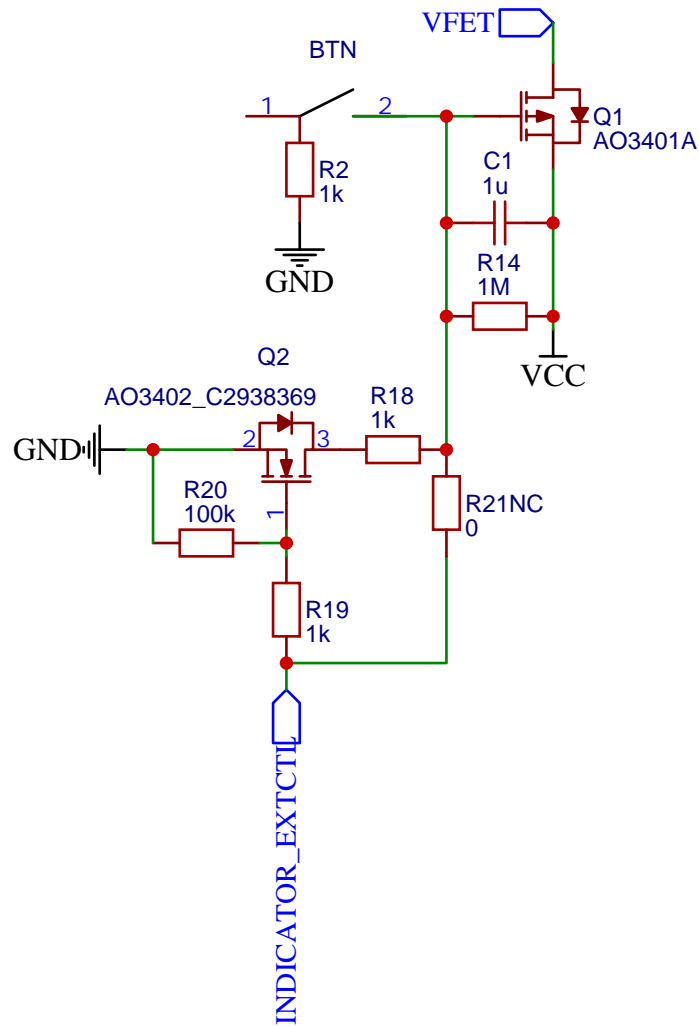 VFET
BTN
1
2
Q1
AO3401A
R2
1k
C1
1u
GND
R14
1M
VCC
Q2
AO3402_C2938369
R18
1k
GND
2
3
R20
100k
1
R21NC
0
R19
1k
INDICATOR_EXTCTIL